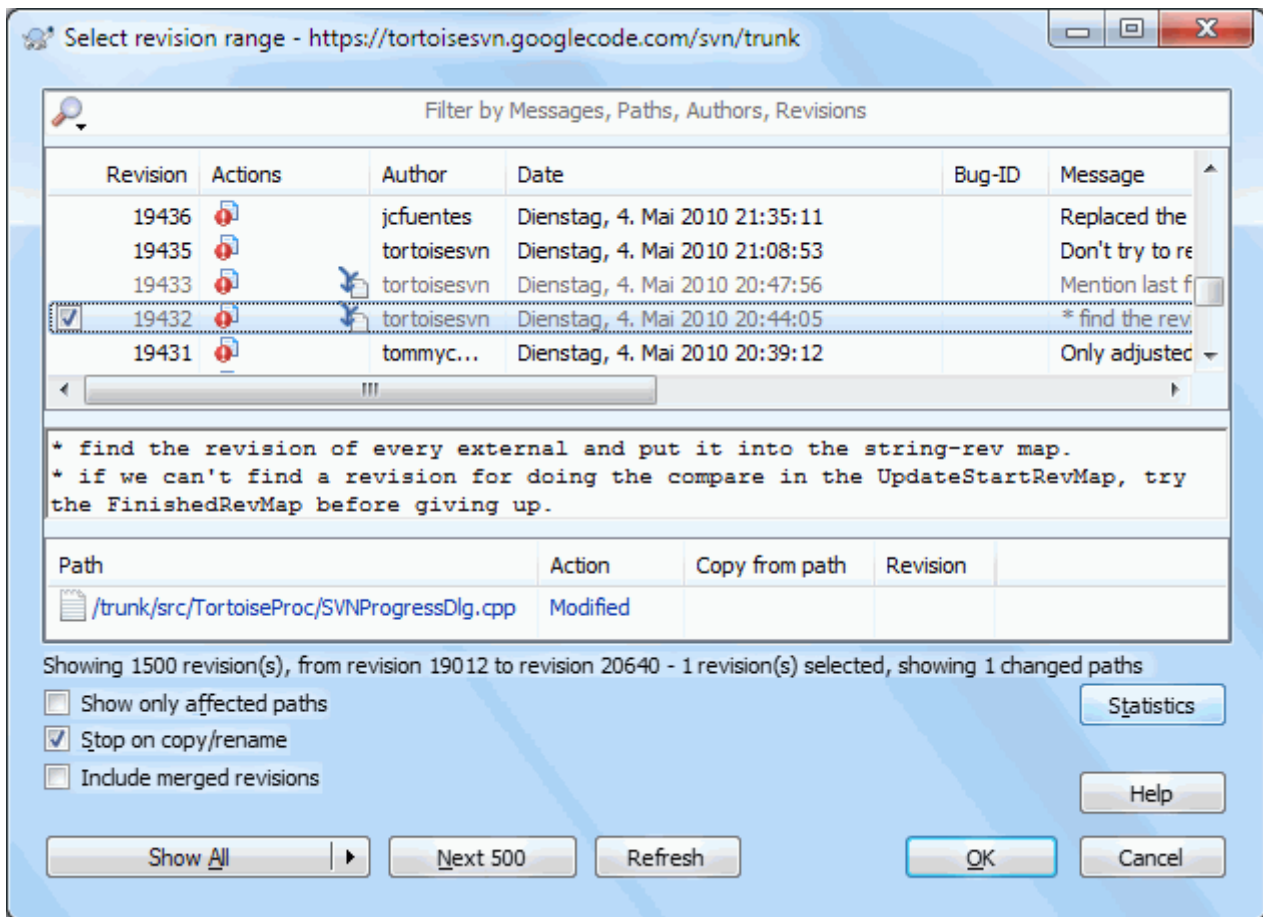 Select revision range - https://tortoisesvn.googlecode.com/svn/trunk
Filter by Messages, Paths, Authors, Revisions
Revision Actions Author Date Bug-ID Message
19436 jcfuentes Dienstag, 4. Mai 2010 21:35:11 Replaced the
19435 tortoisesvn Dienstag, 4. Mai 2010 21:08:53 Don't try to re
19433 tortoisesvn Dienstag, 4. Mai 2010 20:47:56 Mention last f
19432 tortoisesvn Dienstag, 4. Mai 2010 20:44:05 * find the rev
19431 tommyc... Dienstag, 4. Mai 2010 20:39:12 Only adjusted
* find the revision of every external and put it into the string-rev map.
* if we can't find a revision for doing the compare in the UpdateStartRevMap, try
the FinishedRevMap before giving up.
Path Action Copy from path Revision
/trunk/src/TortoiseProc/SVNProgressDlg.cpp Modified
Showing 1500 revision(s), from revision 19012 to revision 20640 - 1 revision(s) selected, showing 1 changed paths
Show only affected paths
Statistics
Stop on copy/rename
Include merged revisions
Help
Show All Next 500 Refresh OK Cancel